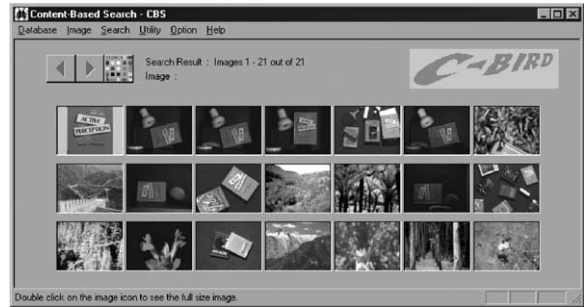 Content-Based Search - CBS
Database Image Search Utility Option Help
Search Result : Images 1 - 21 out of 21
Image :
C-BIRD
ACTIVE
PERCEPTION
Double click on the image icon to see the full size image.